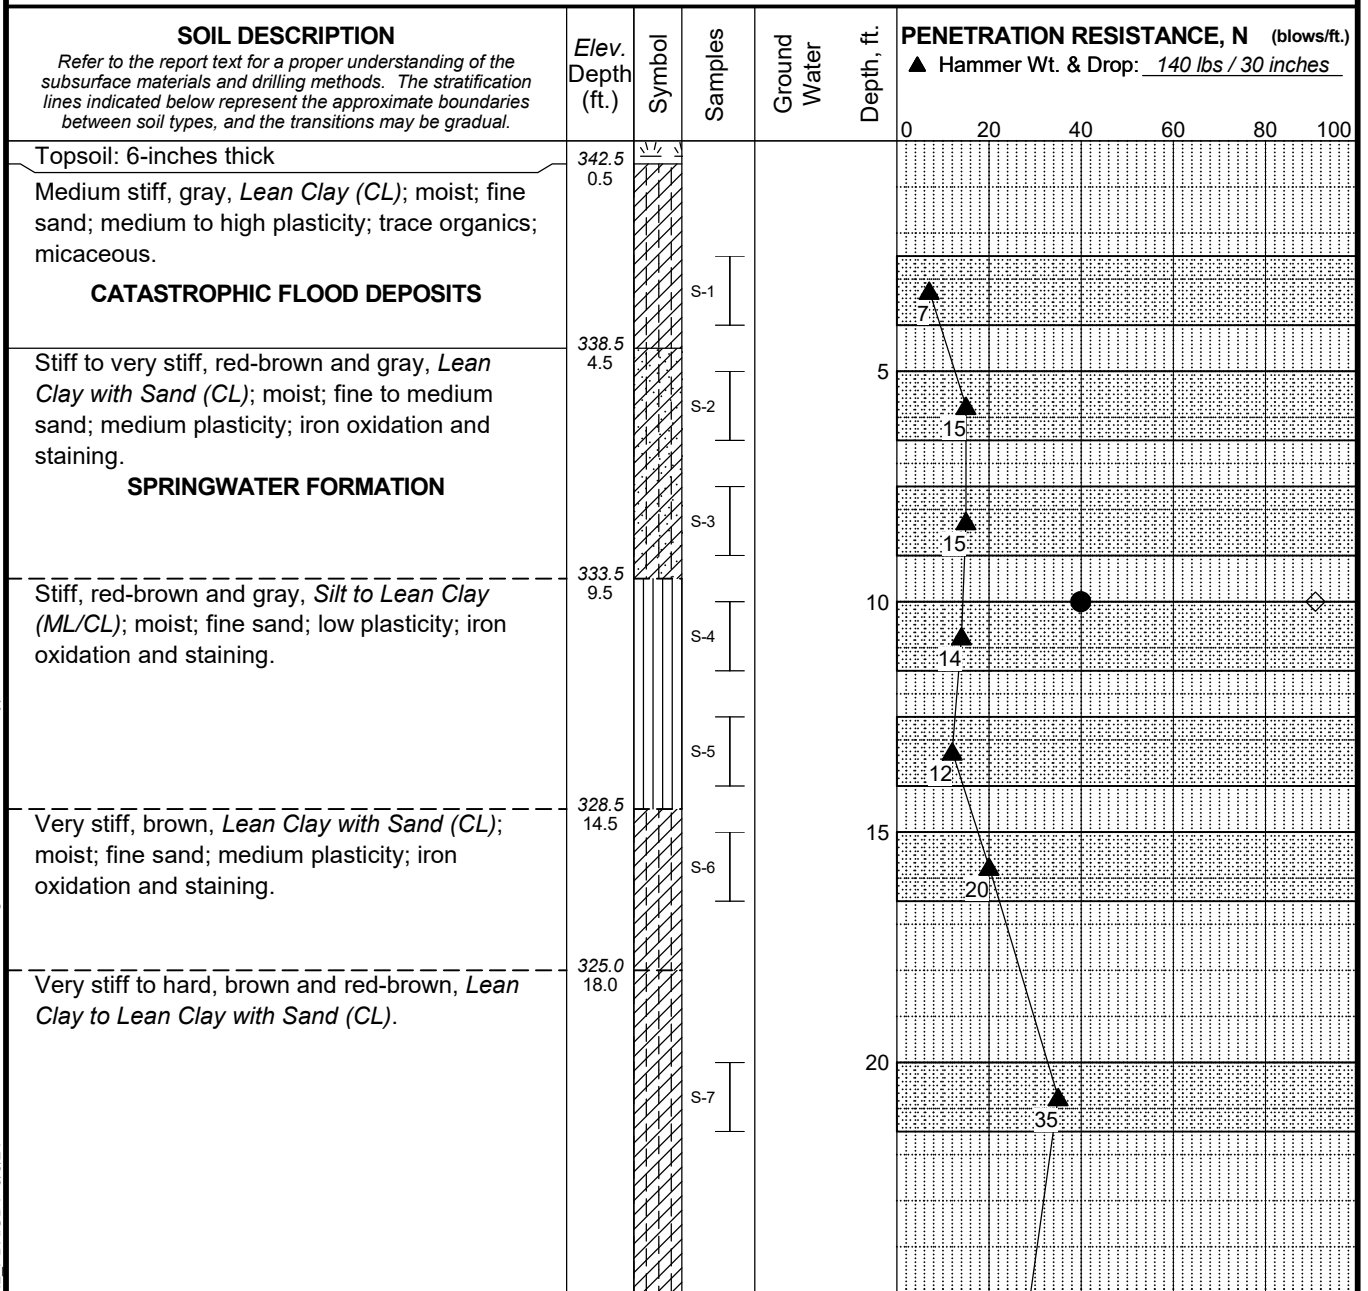 SOIL DESCRIPTION
Refer to the report text for a proper understanding of the
subsurface materials and drilling methods. The stratification
lines indicated below represent the approximate boundaries
between soil types, and the transitions may be gradual.
Elev.
Depth
(ft.)
Symbol
Samples
Ground
Water
Depth, ft.
PENETRATION RESISTANCE, N (blows/ft.)
▲ Hammer Wt. & Drop: 140 lbs / 30 inches
0 20 40 60 80 100
Topsoil: 6-inches thick
342.5
0.5
Medium stiff, gray, Lean Clay (CL); moist; fine
sand; medium to high plasticity; trace organics;
micaceous.
CATASTROPHIC FLOOD DEPOSITS
S-1
7
338.5
4.5
Stiff to very stiff, red-brown and gray, Lean
Clay with Sand (CL); moist; fine to medium
sand; medium plasticity; iron oxidation and
staining.
SPRINGWATER FORMATION
5
S-2
15
S-3
15
333.5
9.5
Stiff, red-brown and gray, Silt to Lean Clay
(ML/CL); moist; fine sand; low plasticity; iron
oxidation and staining.
10
S-4
14
S-5
12
328.5
14.5
Very stiff, brown, Lean Clay with Sand (CL);
moist; fine sand; medium plasticity; iron
oxidation and staining.
15
S-6
20
325.0
18.0
Very stiff to hard, brown and red-brown, Lean
Clay to Lean Clay with Sand (CL).
20
S-7
35